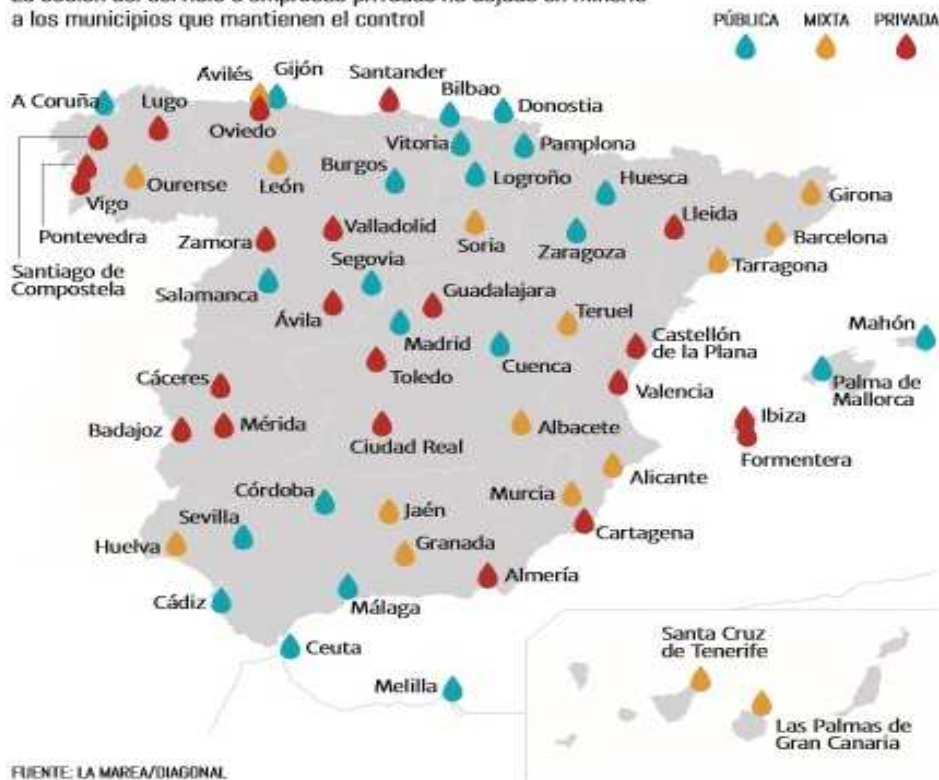 a los municipios que mantienen el control
PÚBLICA MIXTA PRIVADA
Ávilés
Gijón
Santander
Bilbao
Donostia
A Coruña
Lugo
Oviedo
Vitoria
Pamplona
Burgos
Logroño
Huesca
Ourense
León
Girona
Vigo
Lleida
Pontevedra
Zamora
Valladolid
Soria
Zaragoza
Barcelona
Tarragona
Santiago de
Compostela
Segovia
Salamanca
Guadalajara
Ávila
Teruel
Mahón
Madrid
Cuenca
Castellón
de la Plana
Toledo
Cáceres
Valencia
Palma de
Mallorca
Badajoz
Mérida
Ciudad Real
Albacete
Ibiza
Formentera
Alicante
Córdoba
Murcia
Sevilla
Jaén
Cartagena
Huelva
Granada
Almería
Cádiz
Málaga
Ceuta
Melilla
Santa Cruz
de Tenerife
Las Palmas de
Gran Canaria
FUENTE: LA MAREA/DIAGONAL